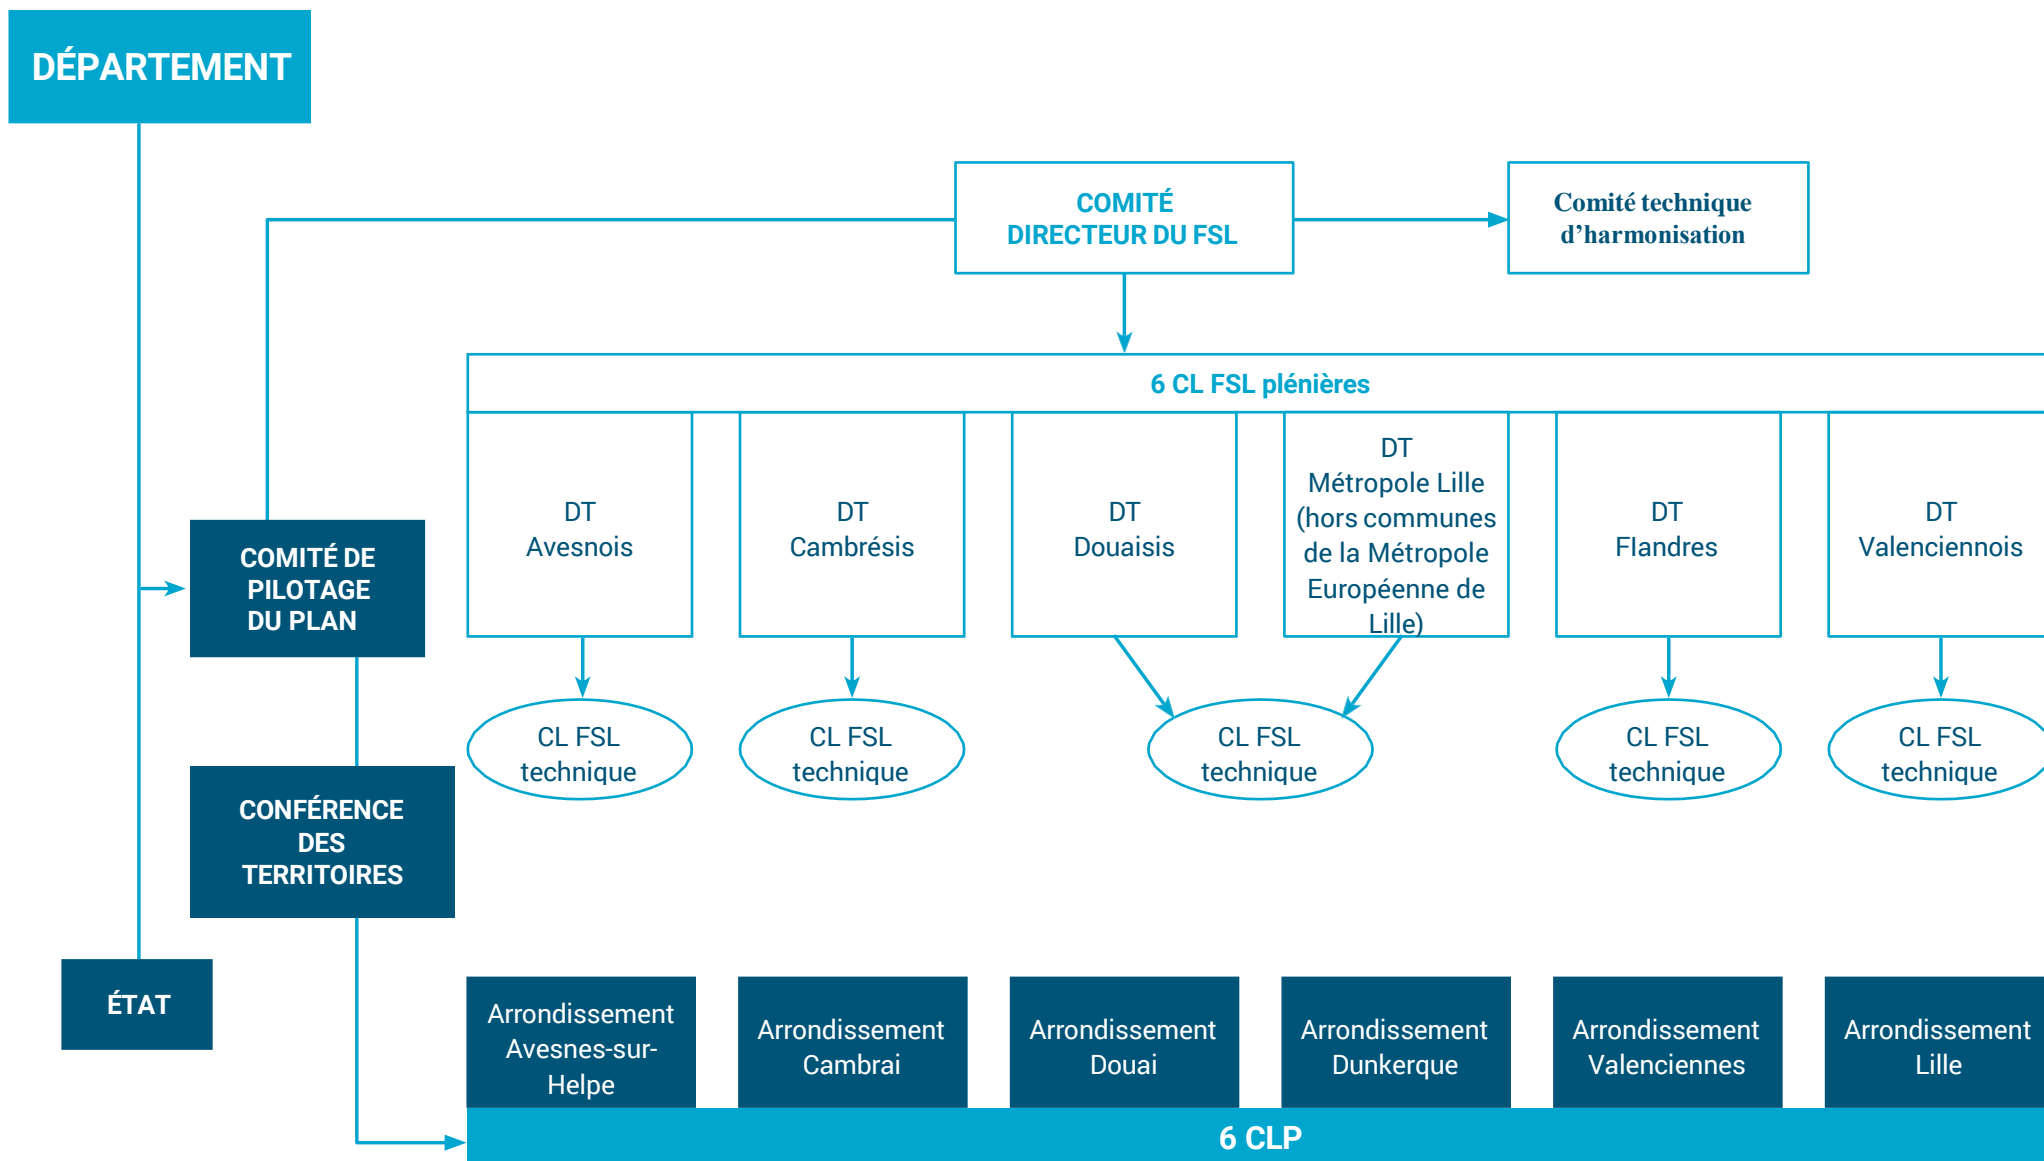 DÉPARTEMENT
COMITÉ
DIRECTEUR DU FSL
Comité technique
d’harmonisation
6 CL FSL plénières
DT
Avesnois
DT
Cambrésis
DT
Douaisis
DT
Métropole Lille
(hors communes
de la Métropole
Européenne de
Lille)
DT
Flandres
DT
Valenciennois
COMITÉ DE
PILOTAGE
DU PLAN
CL FSL
technique
CL FSL
technique
CL FSL
technique
CL FSL
technique
CL FSL
technique
CONFÉRENCE
DES
TERRITOIRES
ÉTAT
Arrondissement
Avesnes-sur-
Helpe
Arrondissement
Cambrai
Arrondissement
Douai
Arrondissement
Dunkerque
Arrondissement
Valenciennes
Arrondissement
Lille
6 CLP